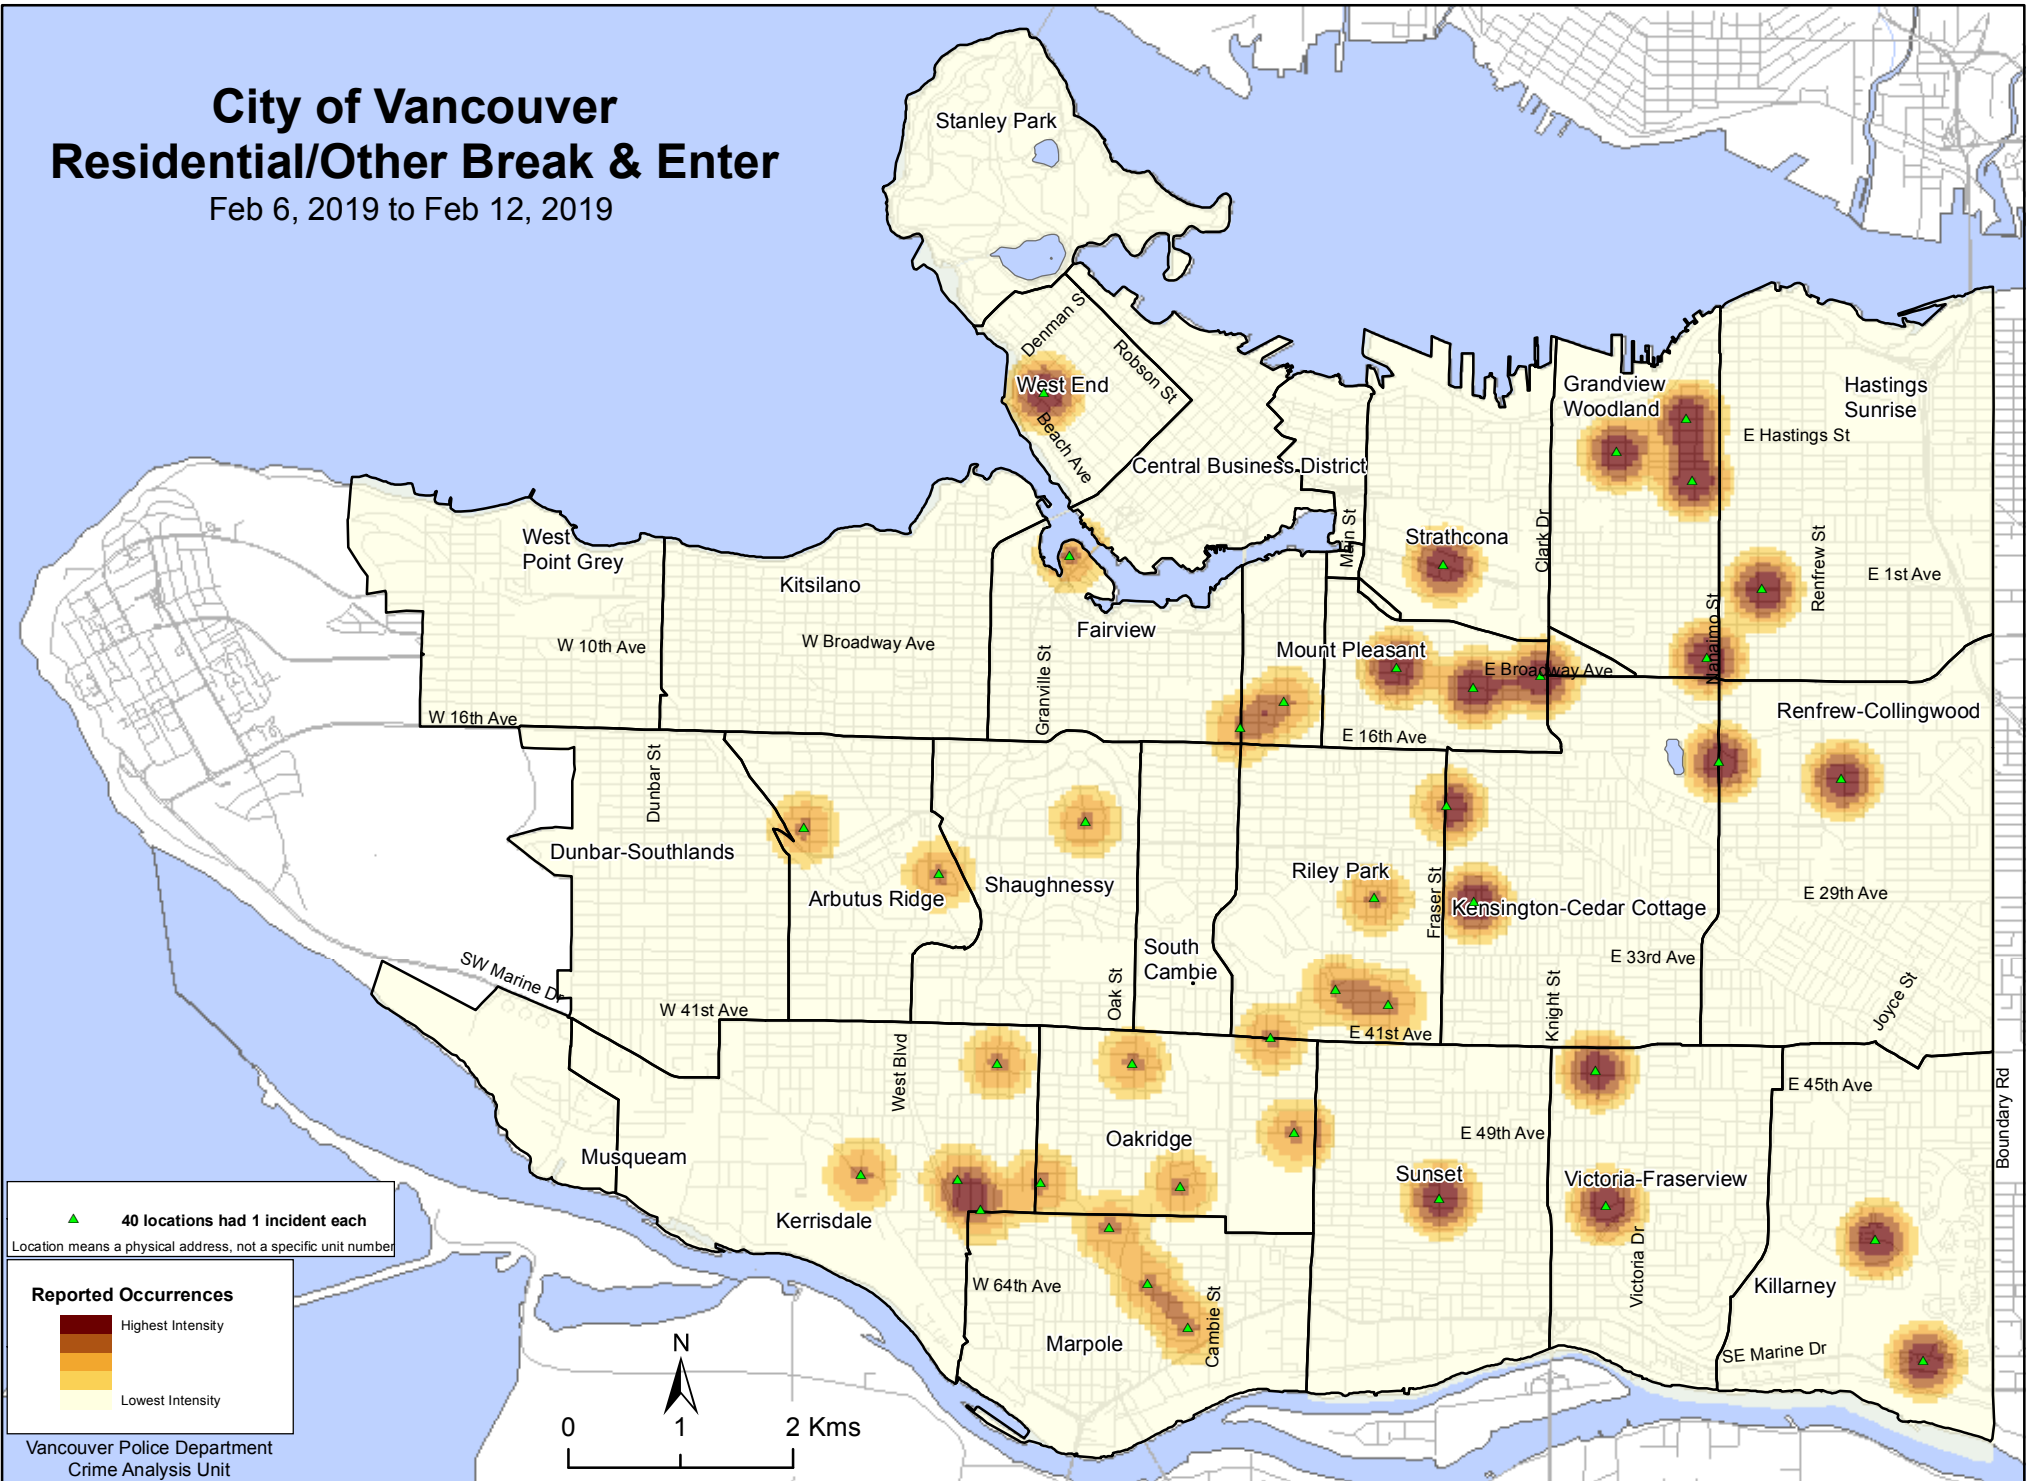 City of Vancouver
Residential/Other Break & Enter
Feb 6, 2019 to Feb 12, 2019
Stanley Park
Denman S
Robson St
West End
Beach Ave
Central Business District
Grandview
Woodland
Hastings
Sunrise
E Hastings St
Main St
Strathcona
Clark Dr
Renfrew St
E 1st Ave
Nanaimo St
West
Point Grey
Kitsilano
Fairview
W 10th Ave
W Broadway Ave
Granville St
Mount Pleasant
E Broadway Ave
W 16th Ave
E 16th Ave
Renfrew-Collingwood
Dunbar St
Dunbar-Southlands
Arbutus Ridge
Shaughnessy
Riley Park
Fraser St
Kensington-Cedar Cottage
E 29th Ave
South
Cambie
E 33rd Ave
SW Marine Dr
W 41st Ave
Oak St
E 41st Ave
Knight St
Joyce St
West Blvd
E 45th Ave
Boundary Rd
Oakridge
E 49th Ave
Musqueam
Sunset
Victoria-Fraserview
Kerrisdale
Victoria Dr
W 64th Ave
Killarney
Cambie St
Marpole
SE Marine Dr
40 locations had 1 incident each
Location means a physical address, not a specific unit number
Reported Occurrences
Highest Intensity
Lowest Intensity
Vancouver Police Department
Crime Analysis Unit
N
0 1 2 Kms